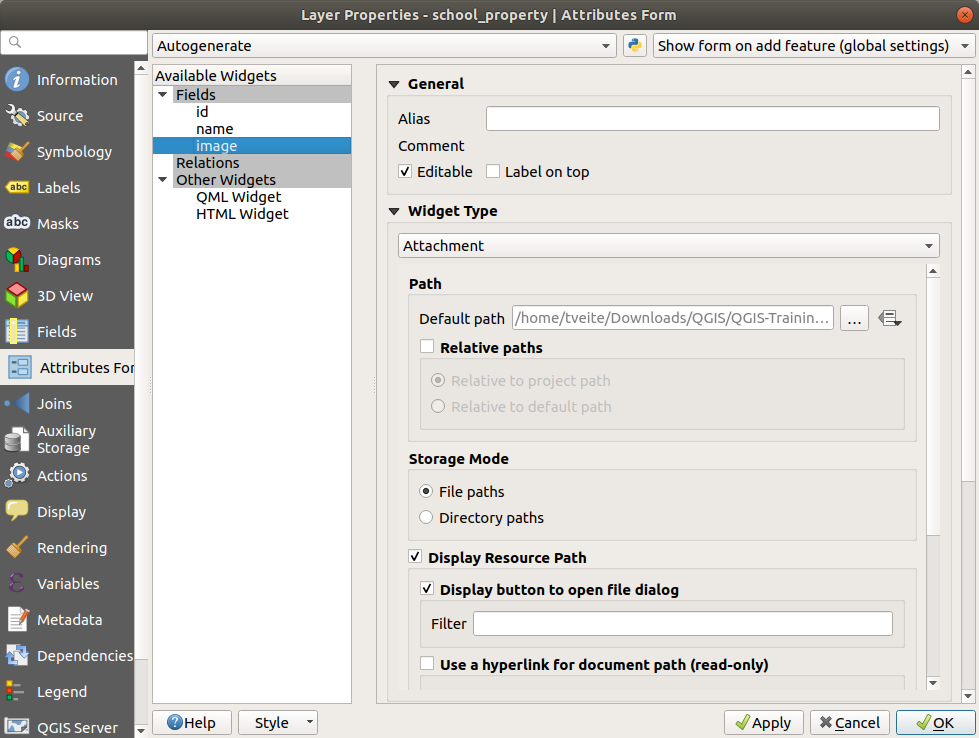 Layer Properties - school_property | Attributes Form
Autogenerate
Show form on add feature (global settings)
Information
Source
Symbology
abc Labels
abc Masks
Diagrams
3D View
Fields
Attributes For
Joins
Auxiliary
Storage
Actions
Display
Rendering
Variables
Metadata
Dependencies
Legend
QGIS Server
Available Widgets
Fields
id
name
image
Relations
Other Widgets
QML Widget
HTML Widget
General
Alias
Comment
Editable Label on top
Widget Type
Attachment
Path
Default path /home/tveite/Downloads/QGIS/QGIS-Trainin... ...
Relative paths
Relative to project path
Relative to default path
Storage Mode
File paths
Directory paths
Display Resource Path
Display button to open file dialog
Filter
Use a hyperlink for document path (read-only)
Help Style Apply Cancel OK